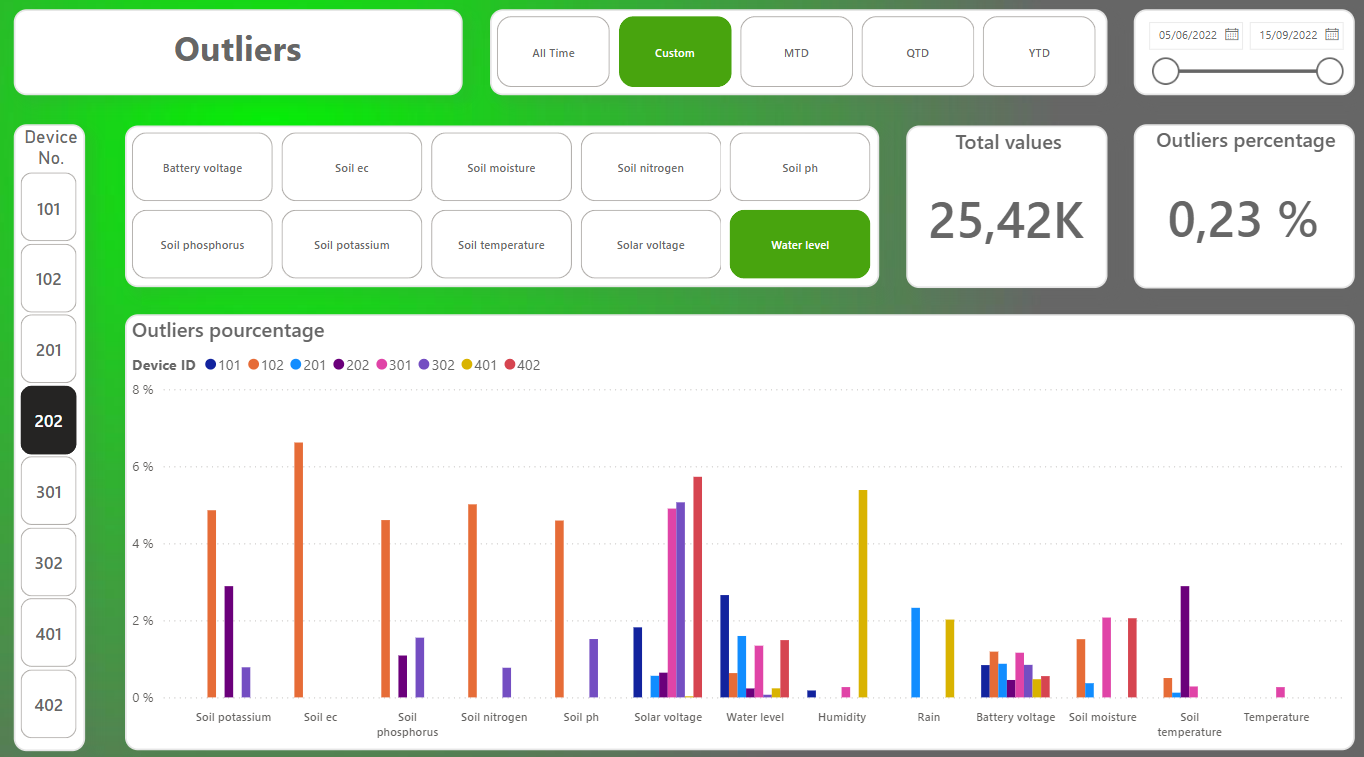 Outliers
All Time
Custom
MTD
QTD
YTD
05/06/2022
15/09/2022
Device
No.
101
102
201
202
301
302
401
402
Battery voltage
Soil ec
Soil moisture
Soil nitrogen
Soil ph
Soil phosphorus
Soil potassium
Soil temperature
Solar voltage
Water level
Total values
25,42K
Outliers percentage
0,23 %
Outliers pourcentage
Device ID 101 102 201 202 301 302 401 402
8 %
6 %
4 %
2 %
0 %
Soil potassium
Soil ec
Soil
phosphorus
Soil nitrogen
Soil ph
Solar voltage
Water level
Humidity
Rain
Battery voltage
Soil moisture
Soil
temperature
Temperature